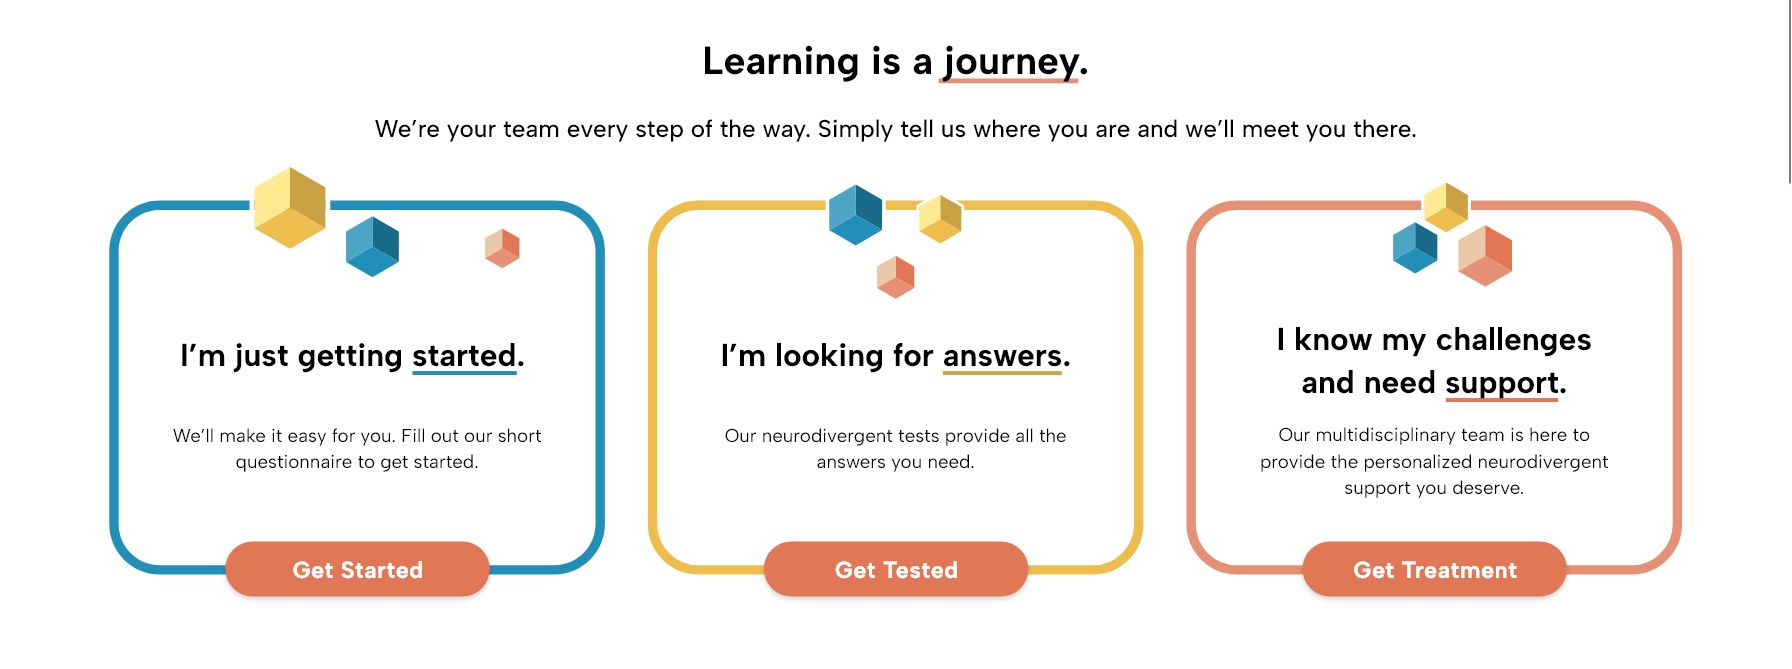 Learning is a journey.
We’re your team every step of the way. Simply tell us where you are and we’ll meet you there.
I’m just getting started.
We’ll make it easy for you. Fill out our short
questionnaire to get started.
Get Started
I’m looking for answers.
Our neurodivergent tests provide all the
answers you need.
Get Tested
I know my challenges
and need support.
Our multidisciplinary team is here to
provide the personalized neurodivergent
support you deserve.
Get Treatment